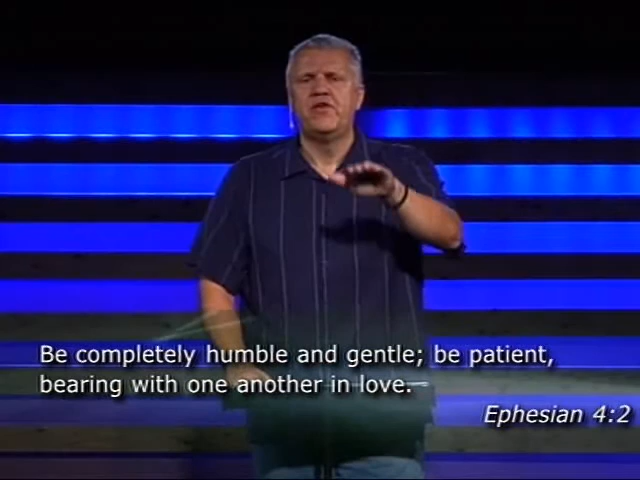 Be completely humble and gentle; be patient,
bearing with one another in love.
Ephesian 4:2